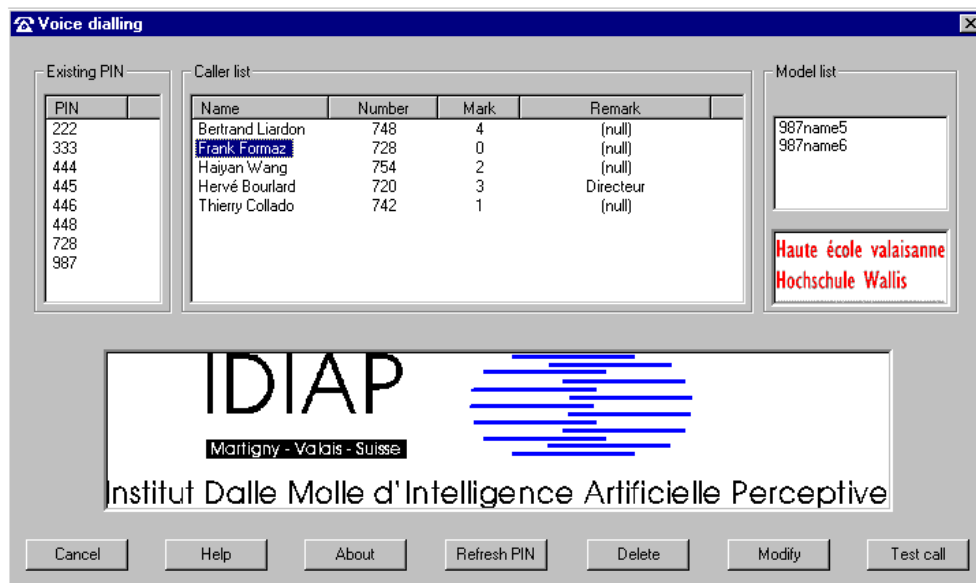 Voice dialling
Existing PIN
PIN
222
333
444
445
446
448
728
987
Caller list
Name Number Mark Remark
Bertrand Liardon 748 4 (null)
Frank Formaz 728 0 (null)
Haiyan Wang 754 2 (null)
Hervé Bourlard 720 3 Directeur
Thierry Collado 742 1 (null)
Model list
987name5
987name6
Haute école valaisanne
Hochschule Wallis
IDIAP
Martigny - Valais - Suisse
Institut Dalle Molle d'Intelligence Artificielle Perceptive
Cancel Help About Refresh PIN Delete Modify Test call